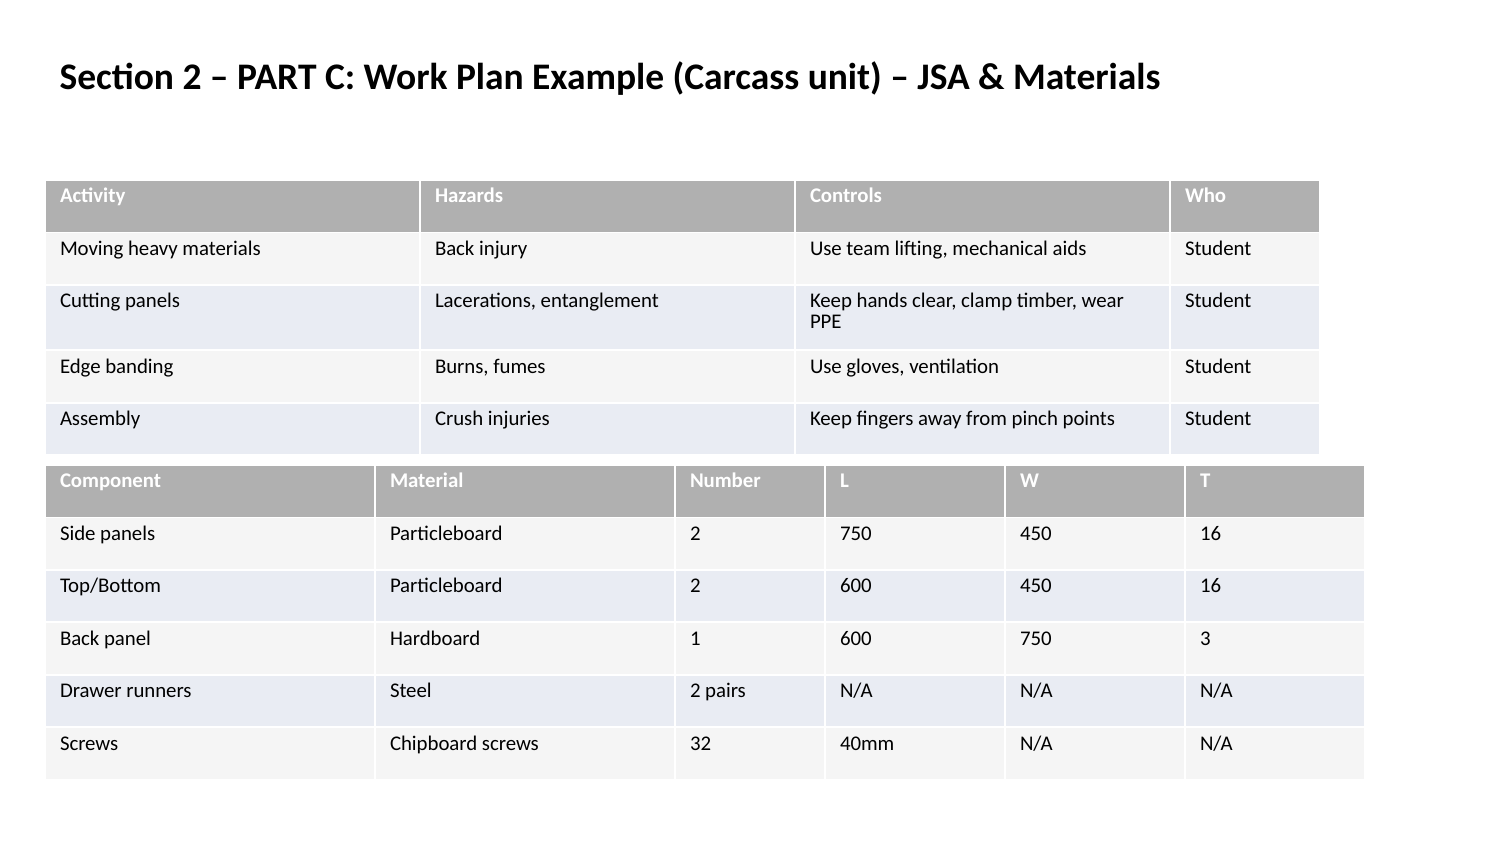 Section 2 – PART C: Work Plan Example (Carcass unit) – JSA & Materials
Activity Hazards Controls Who
Moving heavy materials Back injury Use team lifting, mechanical aids Student
Cutting panels Lacerations, entanglement Keep hands clear, clamp timber, wear Student
PPE
Edge banding Burns, fumes Use gloves, ventilation Student
Assembly Crush injuries Keep fingers away from pinch points Student
Component Material Number L W T
Side panels Particleboard 2 750 450 16
Top/Bottom Particleboard 2 600 450 16
Back panel Hardboard 1 600 750 3
Drawer runners Steel 2 pairs N/A N/A N/A
Screws Chipboard screws 32 40mm N/A N/A